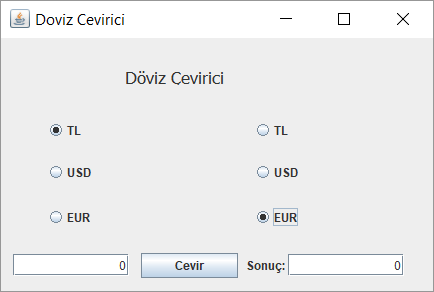 Doviz Cevirici
Döviz Çevirici
TL TL
USD USD
EUR EUR
0 Cevir Sonuç: 0